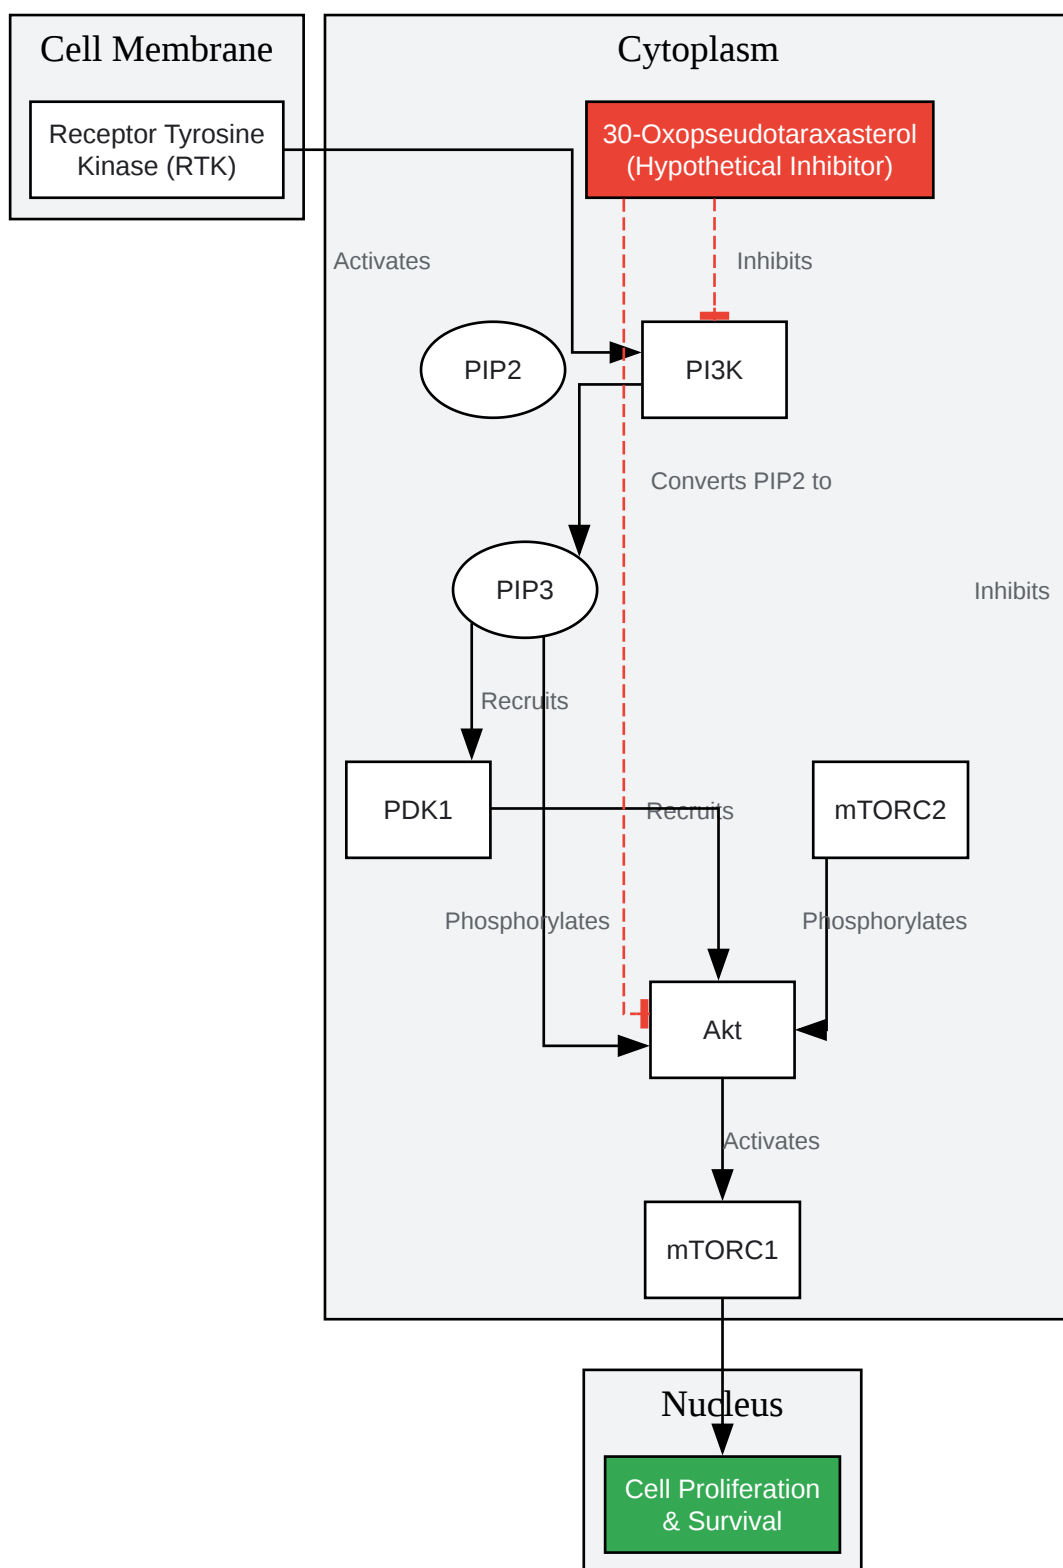 Cell Membrane
Cytoplasm
Receptor Tyrosine
Kinase (RTK)
30-Oxopseudotaraxasterol
(Hypothetical Inhibitor)
Activates
Inhibits
PIP2
PI3K
Converts PIP2 to
PIP3
Inhibits
Recruits
PDK1
Recruits
mTORC2
Phosphorylates
Phosphorylates
Akt
Activates
mTORC1
Nucleus
Cell Proliferation
& Survival